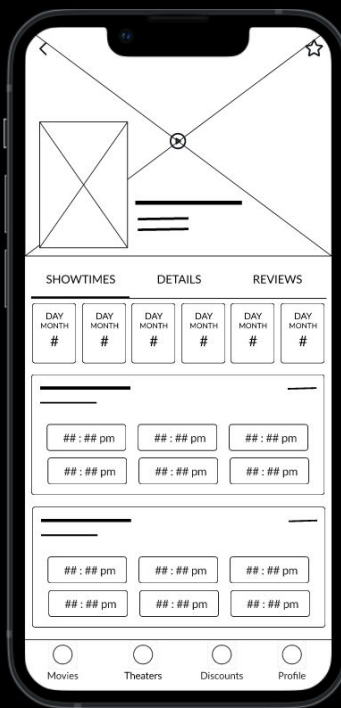 SHOWTIMES DETAILS REVIEWS
DAY DAY DAY DAY DAY DAY
MONTH MONTH MONTH MONTH MONTH MONTH
# # # # # #
##:## pm ##:## pm ##:## pm
##:## pm ##:## pm ##:## pm
##:## pm ##:## pm ##:## pm
##:## pm ##:## pm ##:## pm
Movies Theaters Discounts Profile